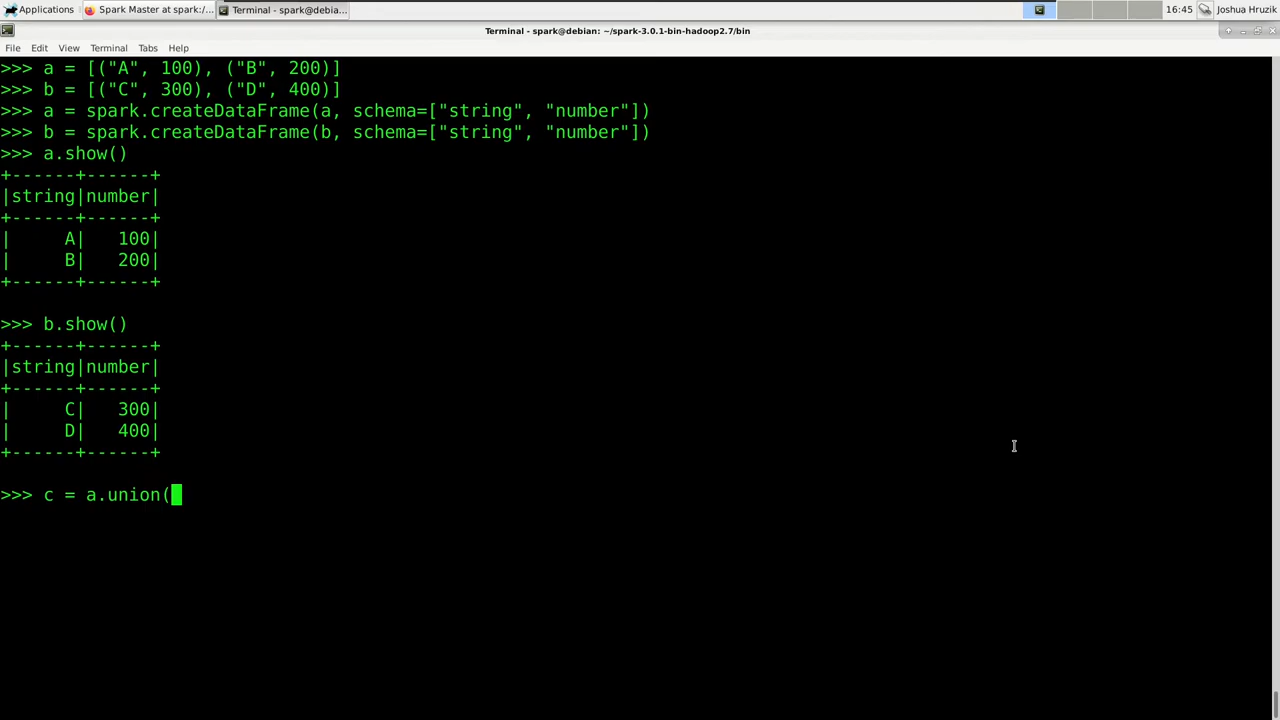 Applications Spark Master at spark:/... Terminal - spark@debia... 16:45 Joshua Hruzik
Terminal - spark@debian: ~/spark-3.0.1-bin-hadoop2.7/bin
File Edit View Terminal Tabs Help
>>> a = [("A", 100), ("B", 200)]
>>> b = [("C", 300), ("D", 400)]
>>> a = spark.createDataFrame(a, schema=["string", "number"])
>>> b = spark.createDataFrame(b, schema=["string", "number"])
>>> a.show()
+------+------+
|string|number|
+------+------+
|     A|   100|
|     B|   200|
+------+------+
>>> b.show()
+------+------+
|string|number|
+------+------+
|     C|   300|
|     D|   400|
+------+------+
>>> c = a.union(